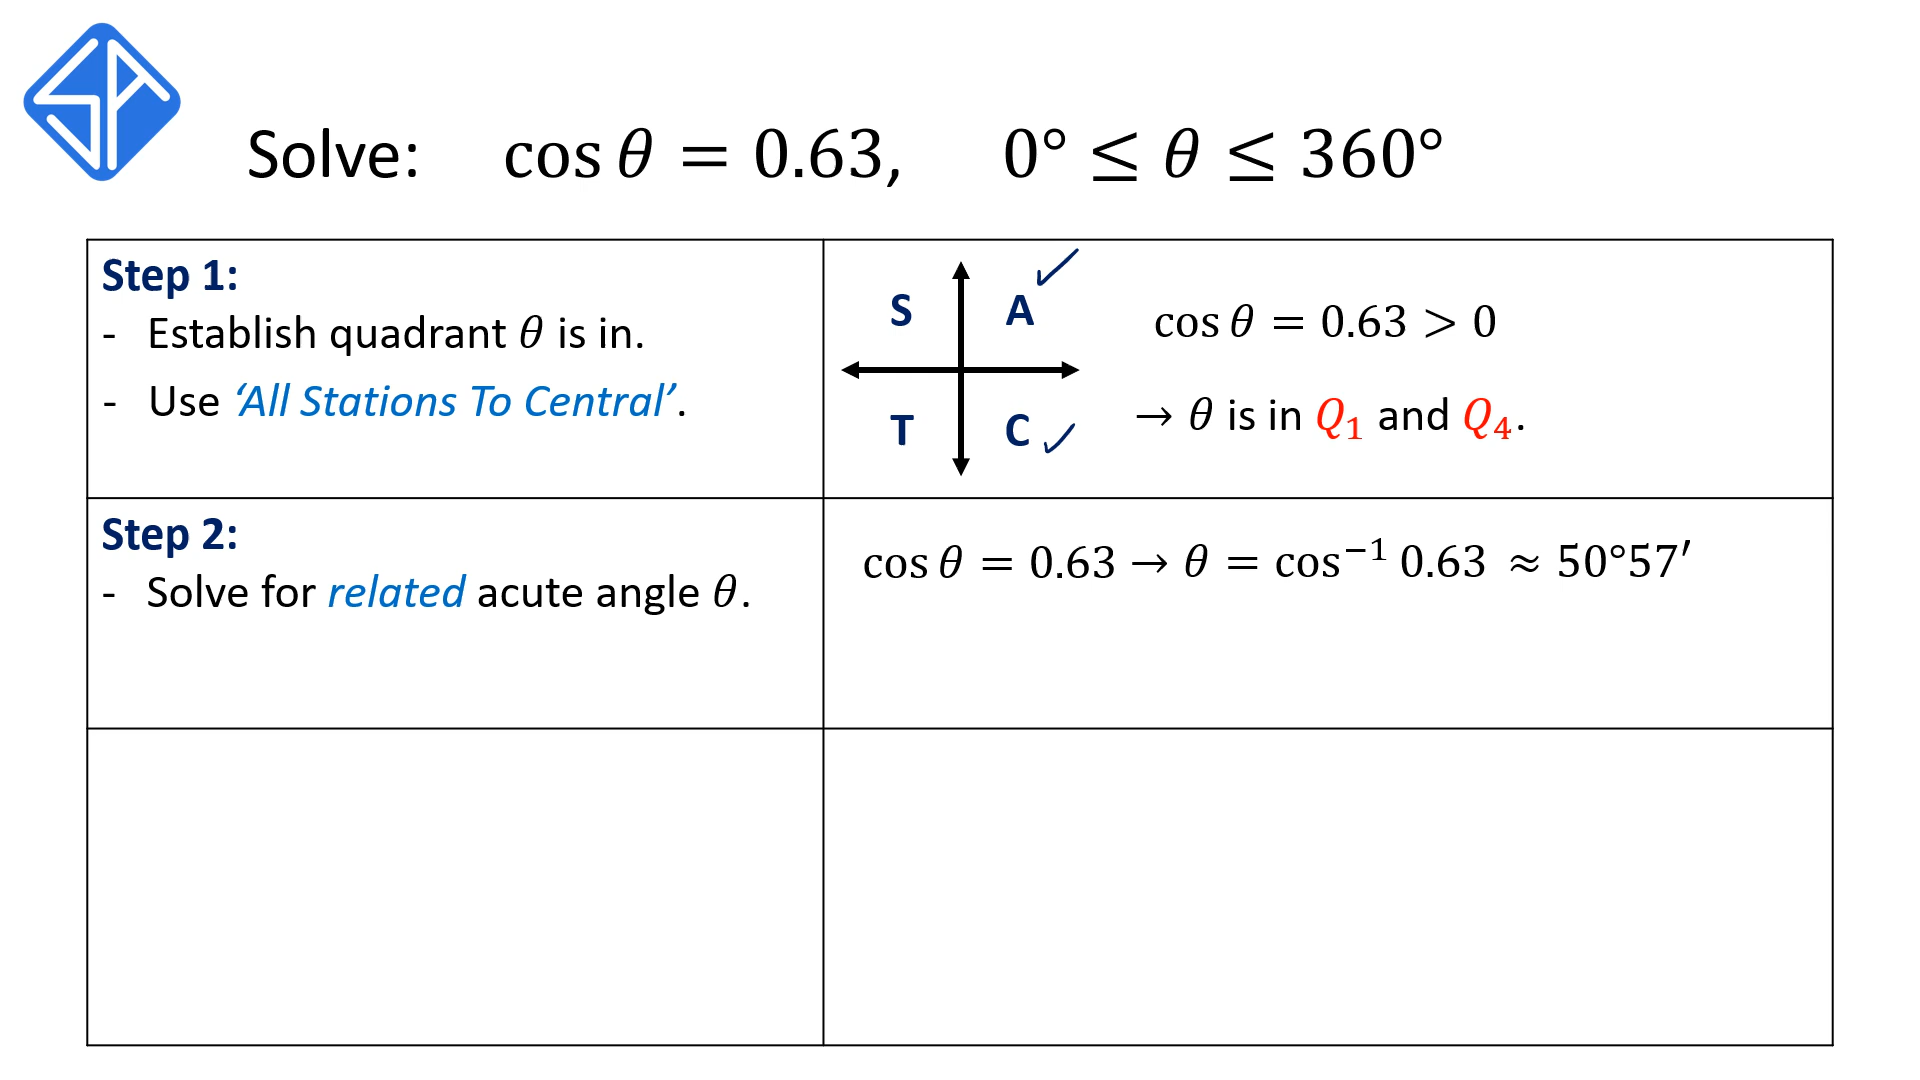 Solve: cos θ = 0.63, 0° ≤ θ ≤ 360°
Step 1:
- Establish quadrant θ is in.
- Use ‘All Stations To Central’.
S A
T C
cos θ = 0.63 > 0
→ θ is in Q₁ and Q₄.
Step 2:
- Solve for related acute angle θ.
cos θ = 0.63 → θ = cos⁻¹ 0.63 ≈ 50°57′